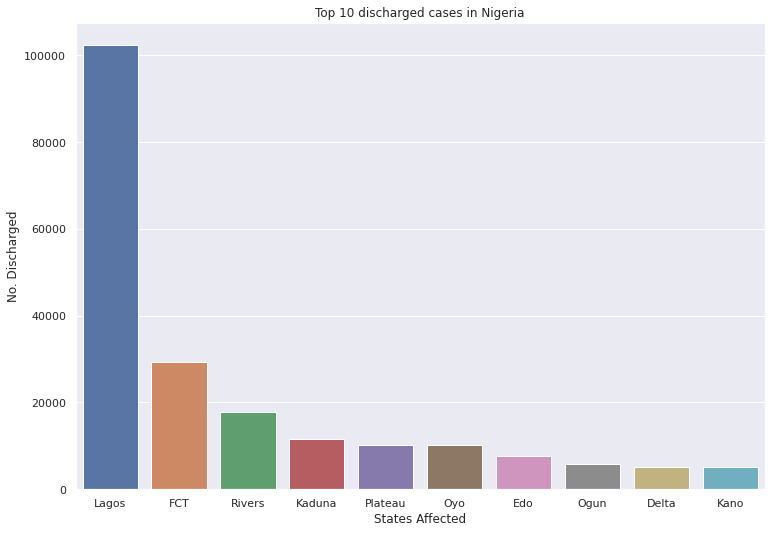 Top 10 discharged cases in Nigeria
100000
80000
60000
40000
20000
0
No. Discharged
Lagos FCT Rivers Kaduna Plateau Oyo Edo Ogun Delta Kano
States Affected